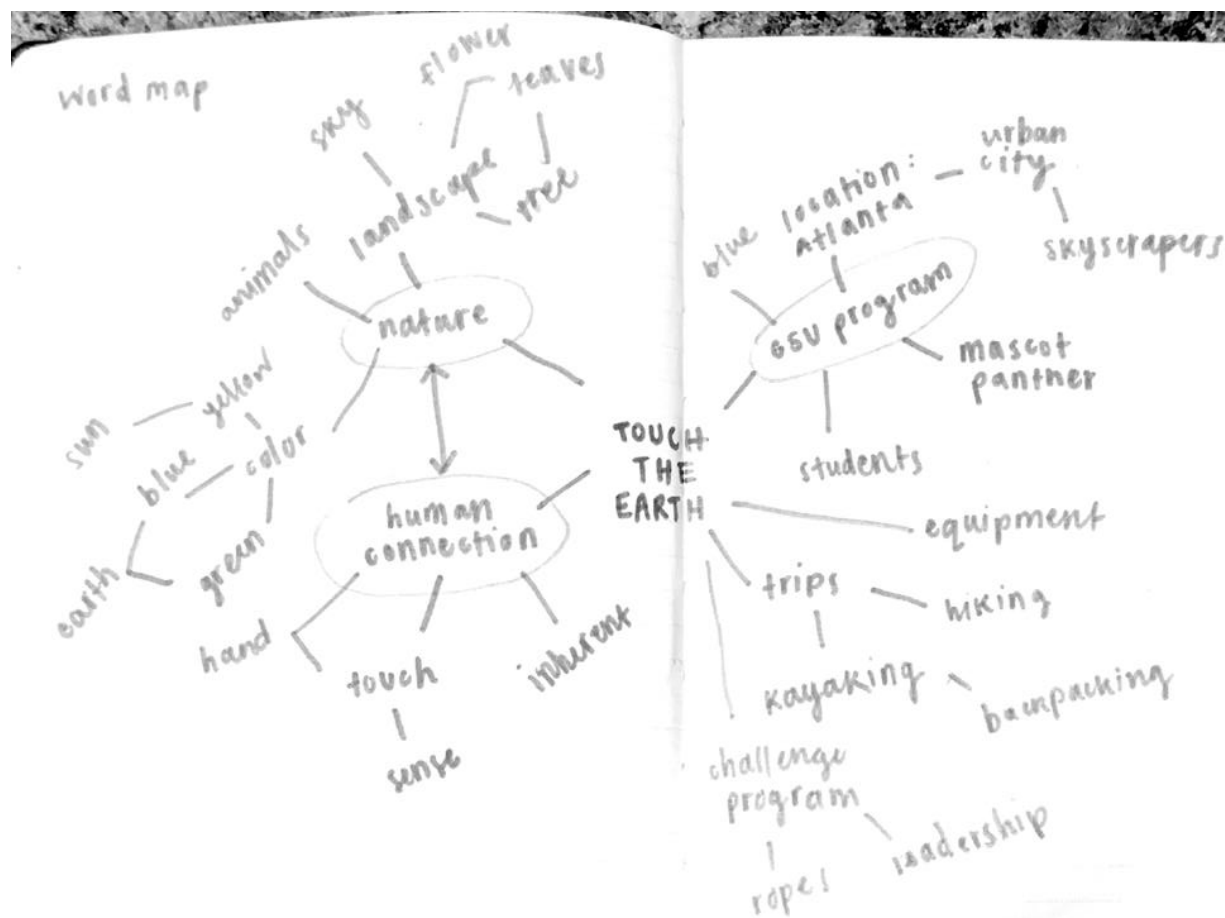 Word map
flower
leaves
sky
landscape
tree
animals
nature
sun
yellow
blue
color
green
earth
human
connection
hand
touch
inherent
sense
TOUCH
THE
EARTH
blue
location:
Atlanta
urban
city
skyscrapers
GSU program
mascot
panther
students
equipment
trips
hiking
kayaking
backpacking
challenge
program
leadership
ropes